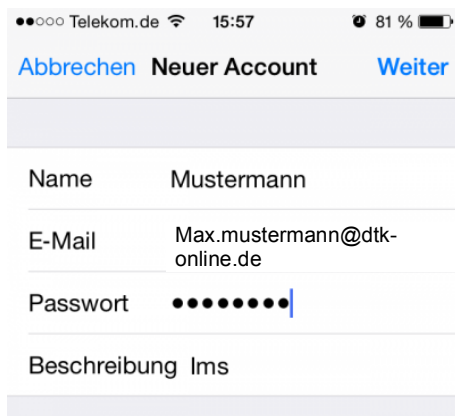 Telekom.de 15:57 81 %
Abbrechen Neuer Account Weiter
Name Mustermann
E-Mail Max.mustermann@dtk-
online.de
Passwort ●●●●●●●●
Beschreibung Ims